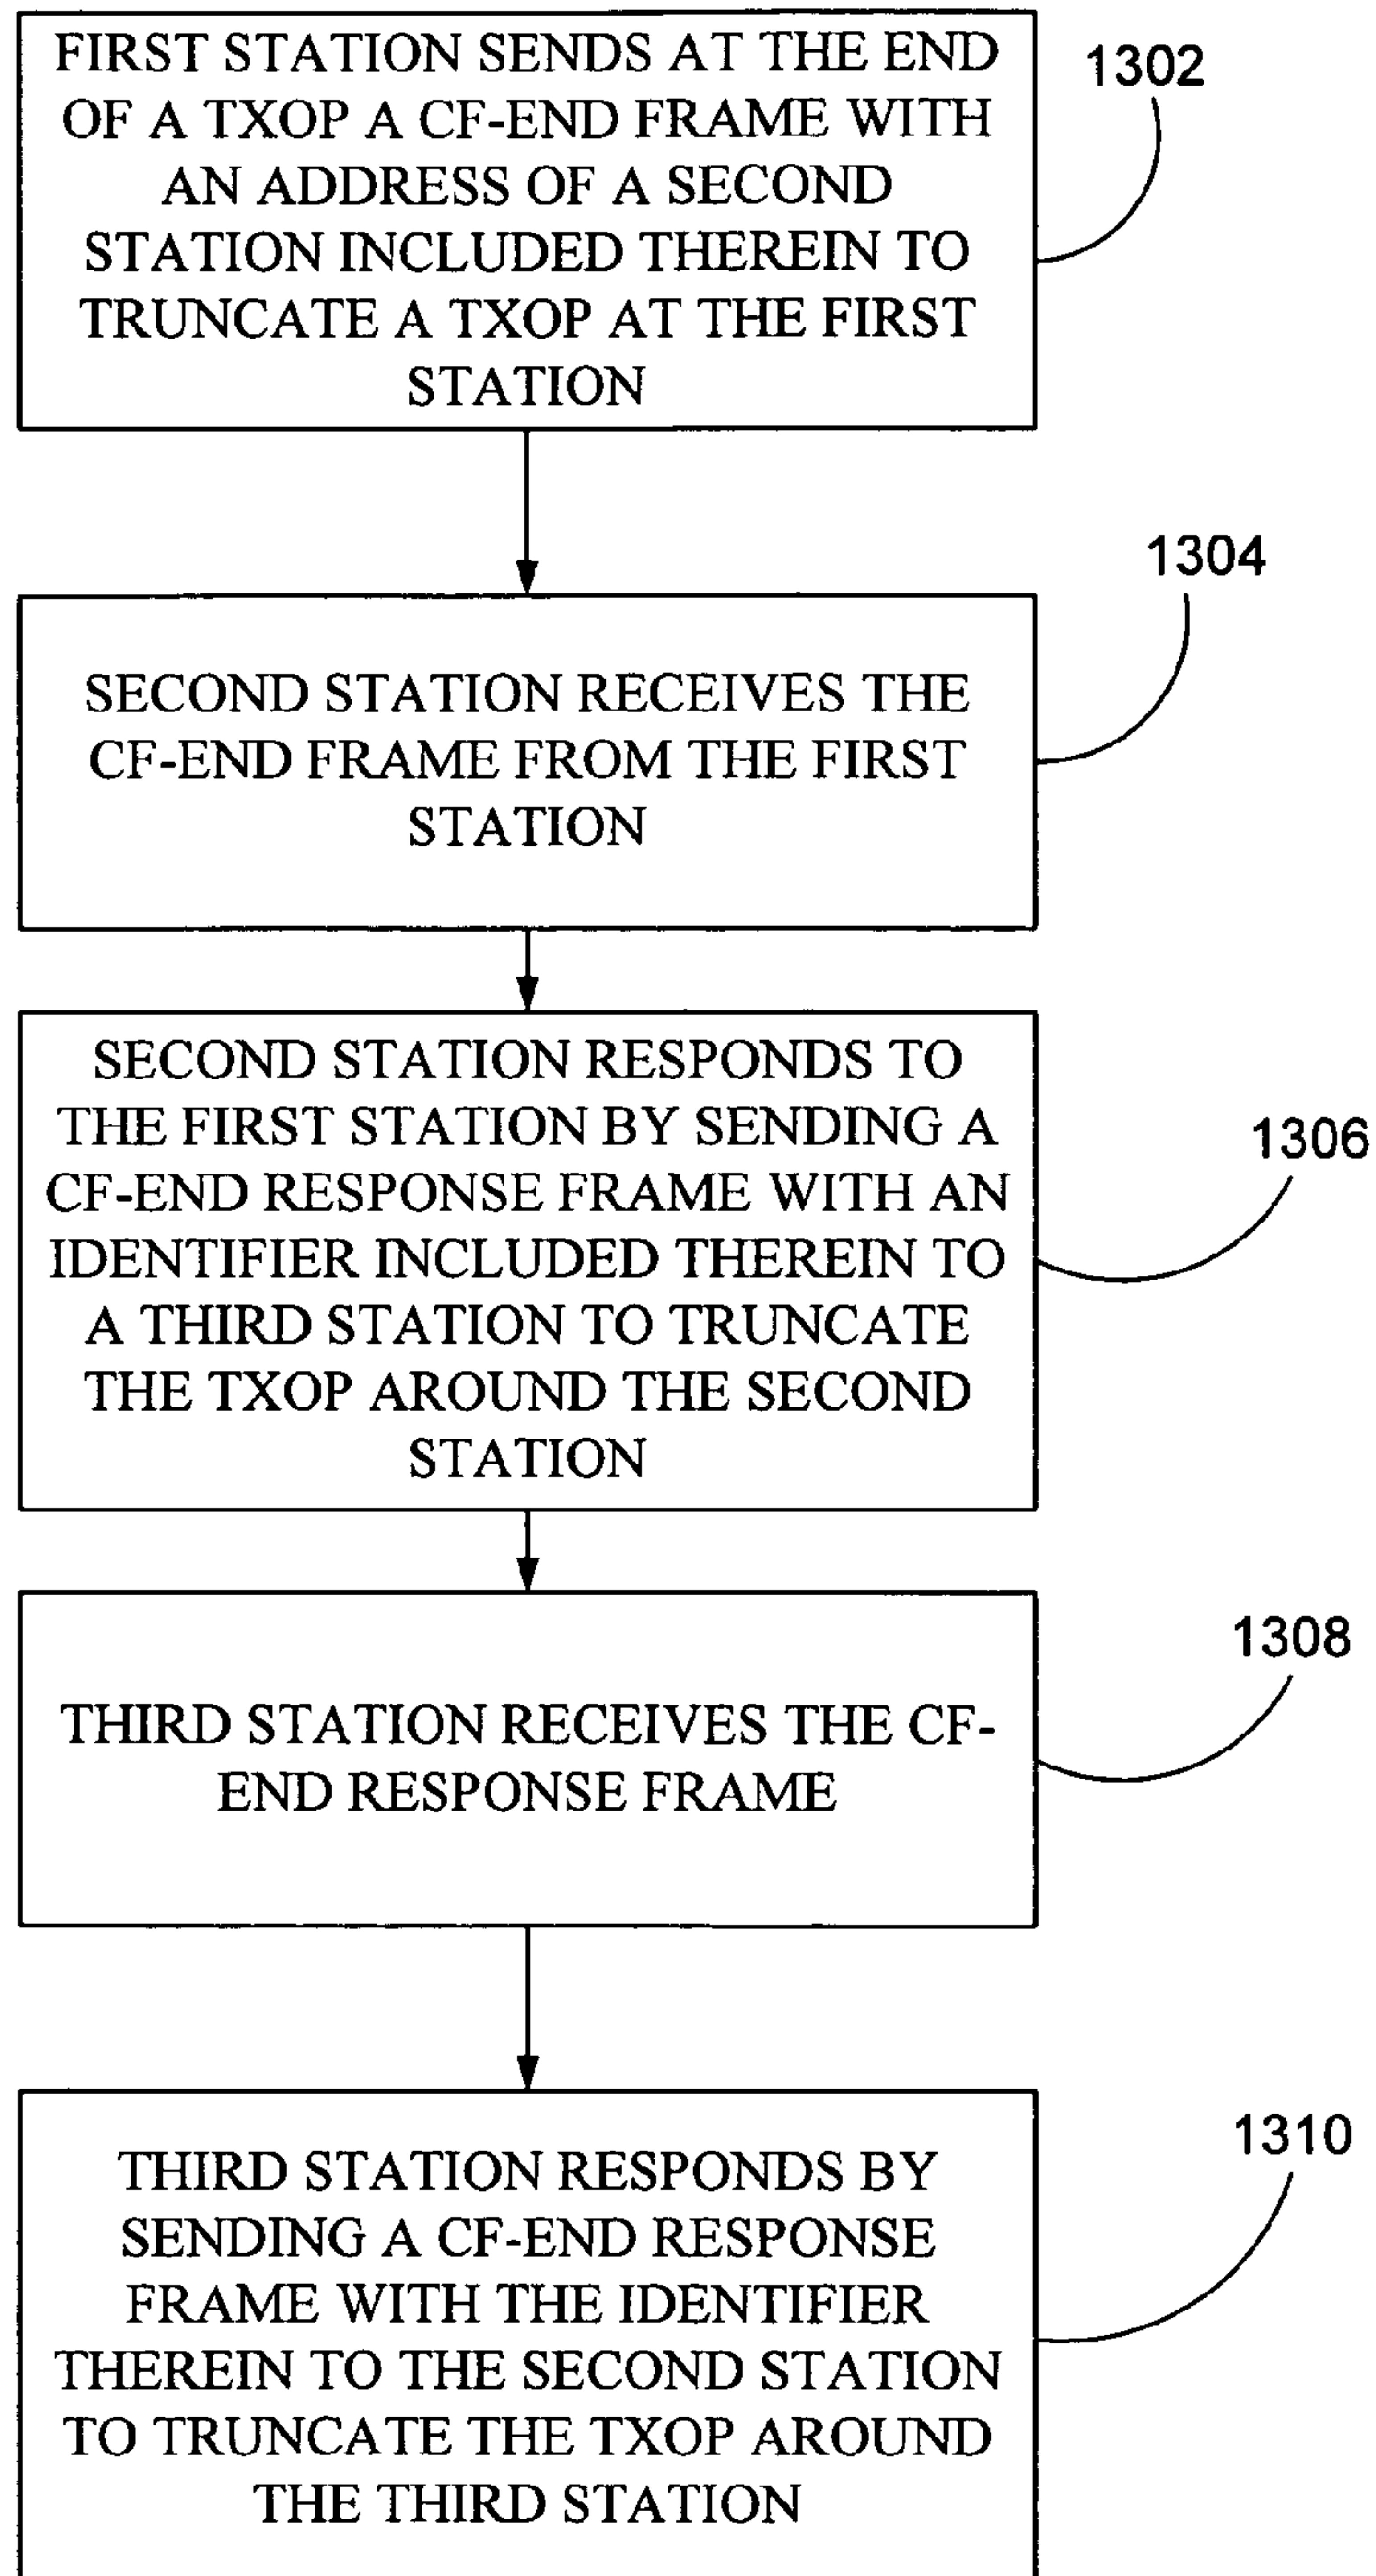 FIRST STATION SENDS AT THE END
OF A TXOP A CF-END FRAME WITH
AN ADDRESS OF A SECOND
STATION INCLUDED THEREIN TO
TRUNCATE A TXOP AT THE FIRST
STATION
1302
SECOND STATION RECEIVES THE
CF-END FRAME FROM THE FIRST
STATION
1304
SECOND STATION RESPONDS TO
THE FIRST STATION BY SENDING A
CF-END RESPONSE FRAME WITH AN
IDENTIFIER INCLUDED THEREIN TO
A THIRD STATION TO TRUNCATE
THE TXOP AROUND THE SECOND
STATION
1306
THIRD STATION RECEIVES THE CF-
END RESPONSE FRAME
1308
THIRD STATION RESPONDS BY
SENDING A CF-END RESPONSE
FRAME WITH THE IDENTIFIER
THEREIN TO THE SECOND STATION
TO TRUNCATE THE TXOP AROUND
THE THIRD STATION
1310